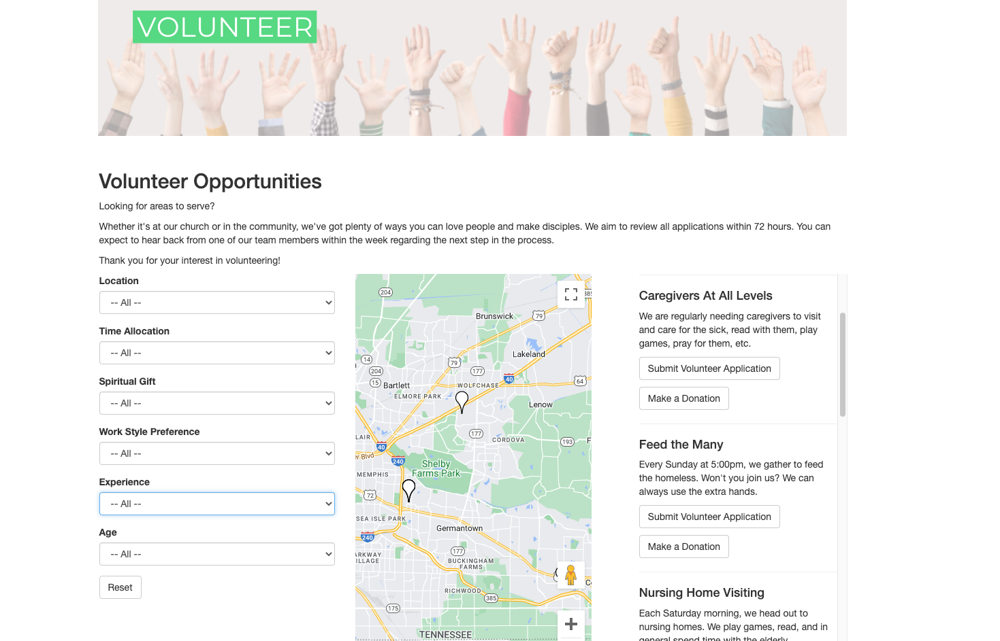 VOLUNTEER
Volunteer Opportunities
Looking for areas to serve?
Whether it's at our church or in the community, we've got plenty of ways you can love people and make disciples. We aim to review all applications within 72 hours. You can
expect to hear back from one of our team members within the week regarding the next step in the process.
Thank you for your interest in volunteering!
Location
-- All --
Time Allocation
-- All --
Spiritual Gift
-- All --
Work Style Preference
-- All --
Experience
-- All --
Age
-- All --
Reset
204
385
Brunswick
79
Lakeland
14
79
204
177
40
15
Bartlett
64
WOLFCHASE
ELMORE PARK
Lenow
177
LAIR
CORDOVA
193
40
er Blvd
240
Shelby
Farms Park
MEMPHIS
72
SEA ISLE PARK
Germantown
240
177
ARKWAY
ILLAGE
BUCKINGHAM
FARMS
RICHWOOD
385
175
TENNESSEE
Caregivers At All Levels
We are regularly needing caregivers to visit
and care for the sick, read with them, play
games, pray for them, etc.
Submit Volunteer Application
Make a Donation
Feed the Many
Every Sunday at 5:00pm, we gather to feed
the homeless. Won't you join us? We can
always use the extra hands.
Submit Volunteer Application
Make a Donation
Nursing Home Visiting
Each Saturday morning, we head out to
nursing homes. We play games, read, and in
general spend time with the elderly